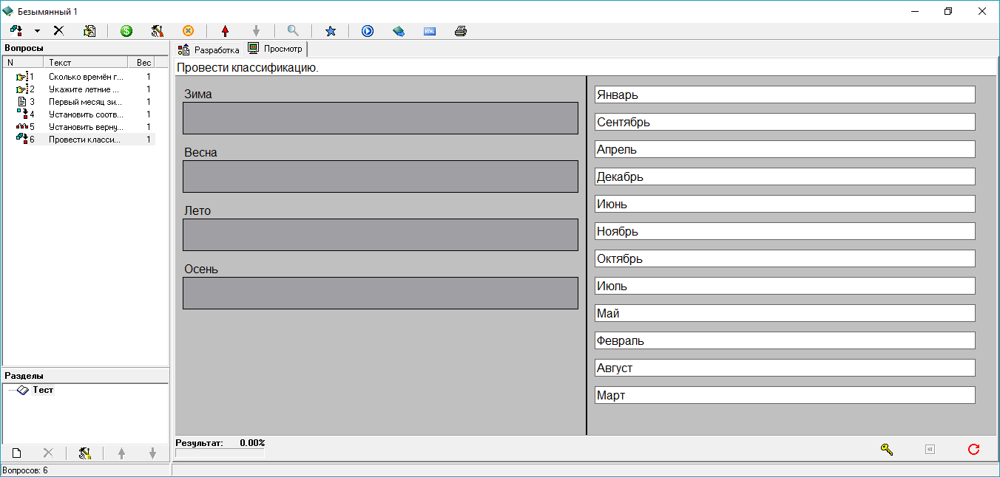 Безымянный 1
Вопросы
N Текст Вес
1 Сколько времён г... 1
2 Укажите летние ... 1
3 Первый месяц зи... 1
4 Установить соотв... 1
5 Установить верну... 1
6 Провести класси... 1
Разделы
Тест
Вопросов: 6
Разработка Просмотр
Провести классификацию.
Зима
Весна
Лето
Осень
Январь
Сентябрь
Апрель
Декабрь
Июнь
Ноябрь
Октябрь
Июль
Май
Февраль
Август
Март
Результат: 0.00%
HTML